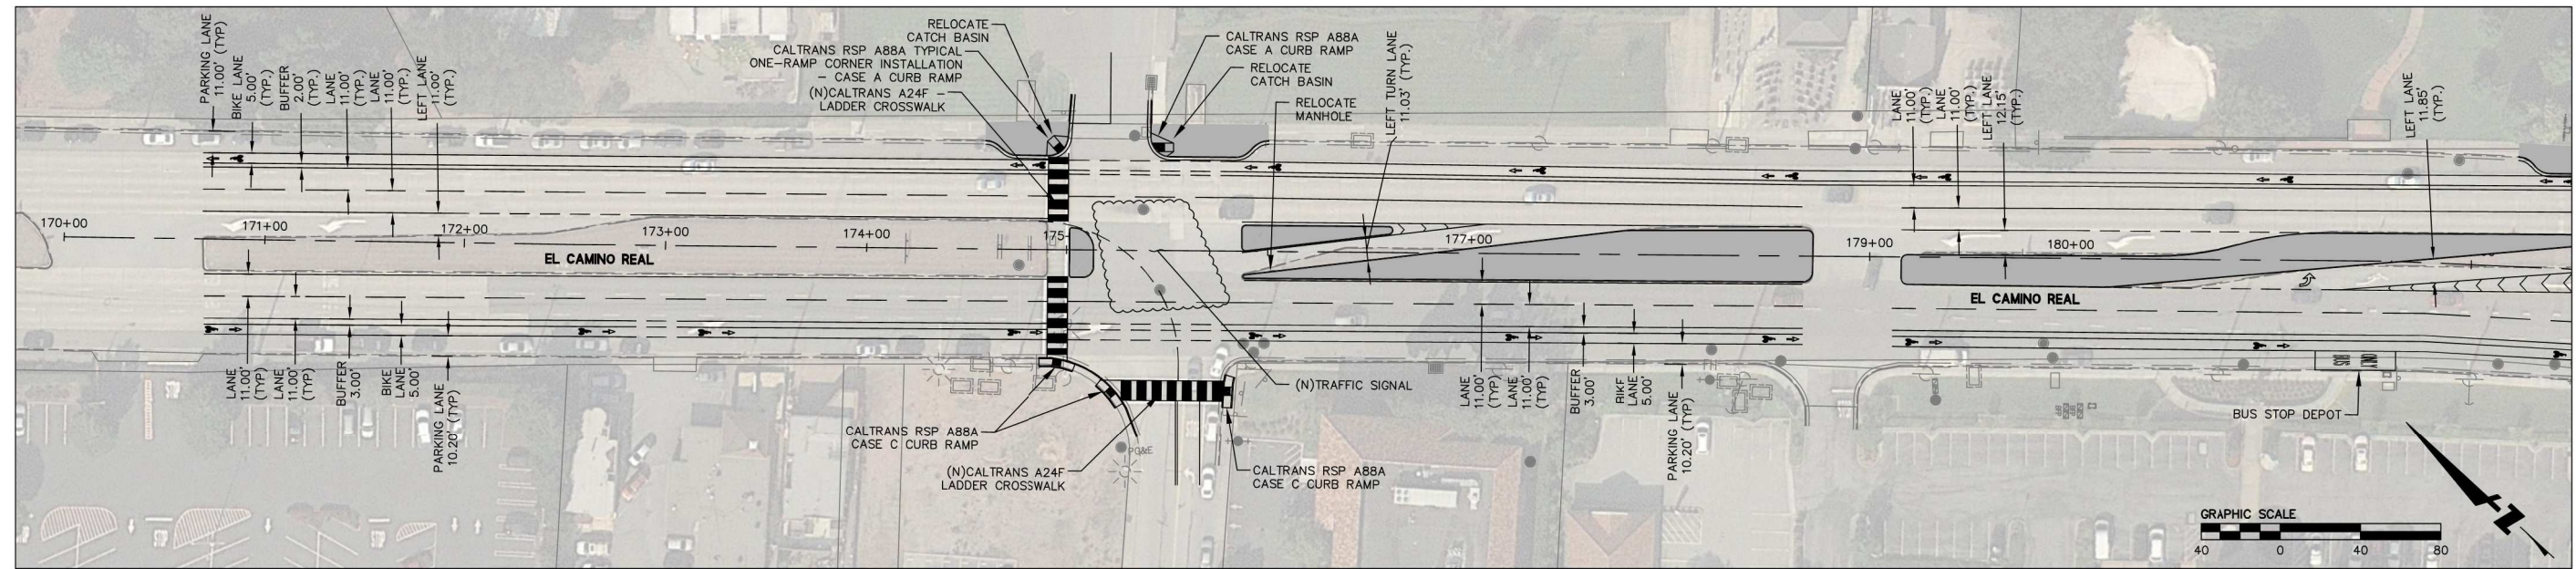 PARKING LANE
11.00' (TYP)
BIKE LANE
5.00'
(TYP.)
BUFFER
2.00'
(TYP.)
LANE
11.00'
(TYP.)
LANE
11.00'
(TYP.)
LEFT LANE
11.00'
(TYP.)
RELOCATE
CATCH BASIN
CALTRANS RSP A88A TYPICAL
ONE-RAMP CORNER INSTALLATION
- CASE A CURB RAMP
(N)CALTRANS A24F -
LADDER CROSSWALK
CALTRANS RSP A88A
CASE A CURB RAMP
RELOCATE
CATCH BASIN
RELOCATE
MANHOLE
LEFT TURN LANE
11.03' (TYP.)
LANE
11.00'
(TYP.)
LANE
11.00'
(TYP.)
LEFT LANE
12.15'
(TYP.)
LEFT LANE
11.85'
(TYP.)
170+00
171+00
172+00
173+00
174+00
175
177+00
179+00
180+00
EL CAMINO REAL
EL CAMINO REAL
LANE
11.00'
(TYP)
LANE
11.00'
(TYP)
BUFFER
3.00'
BIKE
LANE
5.00'
PARKING LANE
10.20' (TYP)
CALTRANS RSP A88A
CASE C CURB RAMP
(N)CALTRANS A24F
LADDER CROSSWALK
PG&E
CALTRANS RSP A88A
CASE C CURB RAMP
(N)TRAFFIC SIGNAL
LANE
11.00'
(TYP)
LANE
11.00'
(TYP)
BUFFER
3.00'
BIKE
LANE
5.00'
PARKING LANE
10.20' (TYP)
BUS
ONLY
BUS STOP DEPOT
STOP
STOP
N
GRAPHIC SCALE
40 0 40 80